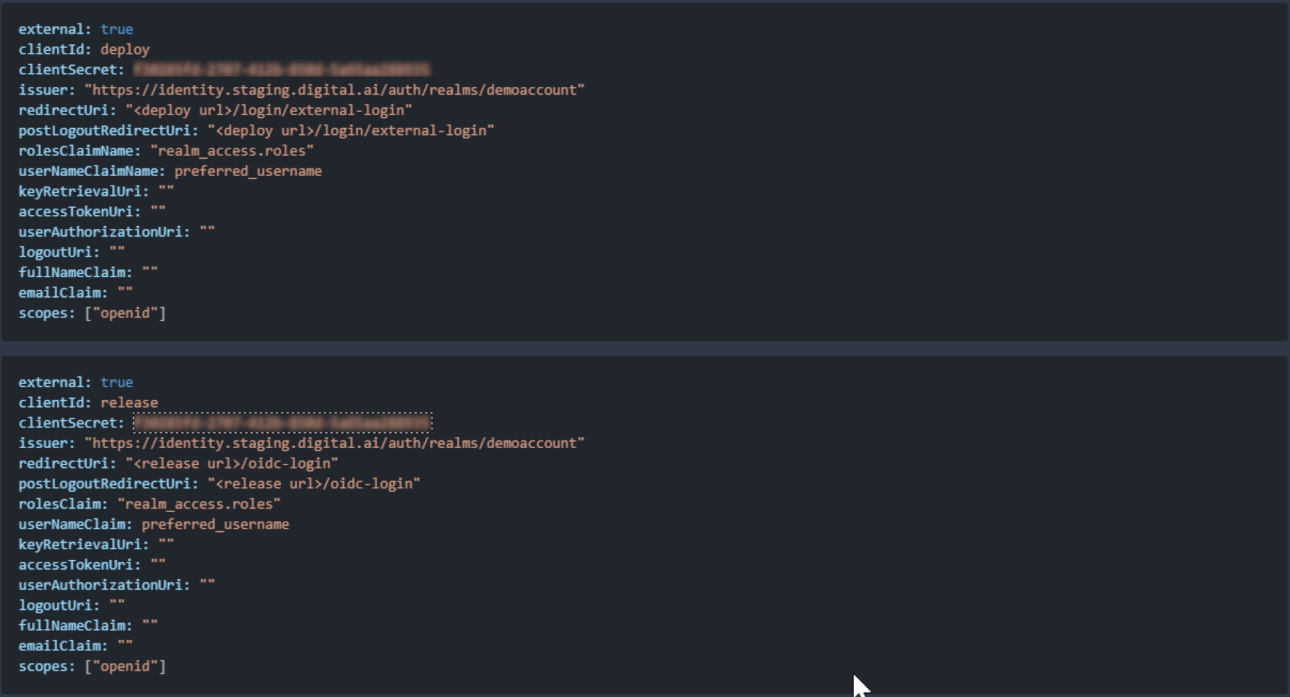 external: true
clientId: deploy
clientSecret:
issuer: "https://identity.staging.digital.ai/auth/realms/demoaccount"
redirectUri: "<deploy url>/login/external-login"
postLogoutRedirectUri: "<deploy url>/login/external-login"
rolesClaimName: "realm_access.roles"
userNameClaimName: preferred_username
keyRetrievalUri: ""
accessTokenUri: ""
userAuthorizationUri: ""
logoutUri: ""
fullNameClaim: ""
emailClaim: ""
scopes: ["openid"]
external: true
clientId: release
clientSecret:
issuer: "https://identity.staging.digital.ai/auth/realms/demoaccount"
redirectUri: "<release url>/oidc-login"
postLogoutRedirectUri: "<release url>/oidc-login"
rolesClaim: "realm_access.roles"
userNameClaim: preferred_username
keyRetrievalUri: ""
accessTokenUri: ""
userAuthorizationUri: ""
logoutUri: ""
fullNameClaim: ""
emailClaim: ""
scopes: ["openid"]